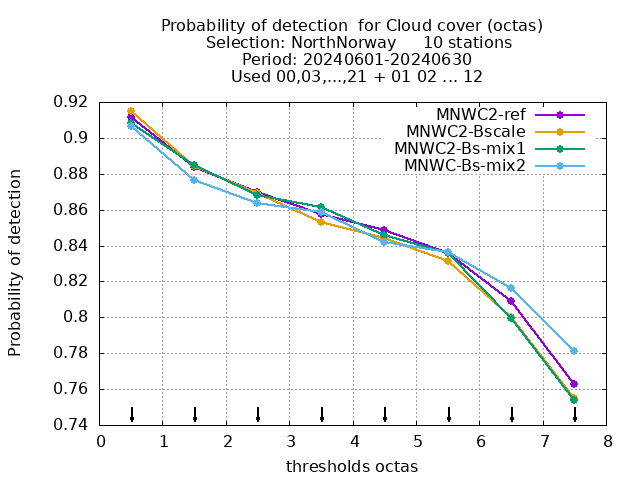 Probability of detection  for Cloud cover (octas)
Selection: NorthNorway     10 stations
Period: 20240601-20240630
Used 00,03,...,21 + 01 02 ... 12
MNWC2-ref
MNWC2-Bscale
MNWC2-Bs-mix1
MNWC-Bs-mix2
Probability of detection
0.92
0.9
0.88
0.86
0.84
0.82
0.8
0.78
0.76
0.74
0 1 2 3 4 5 6 7 8
thresholds octas